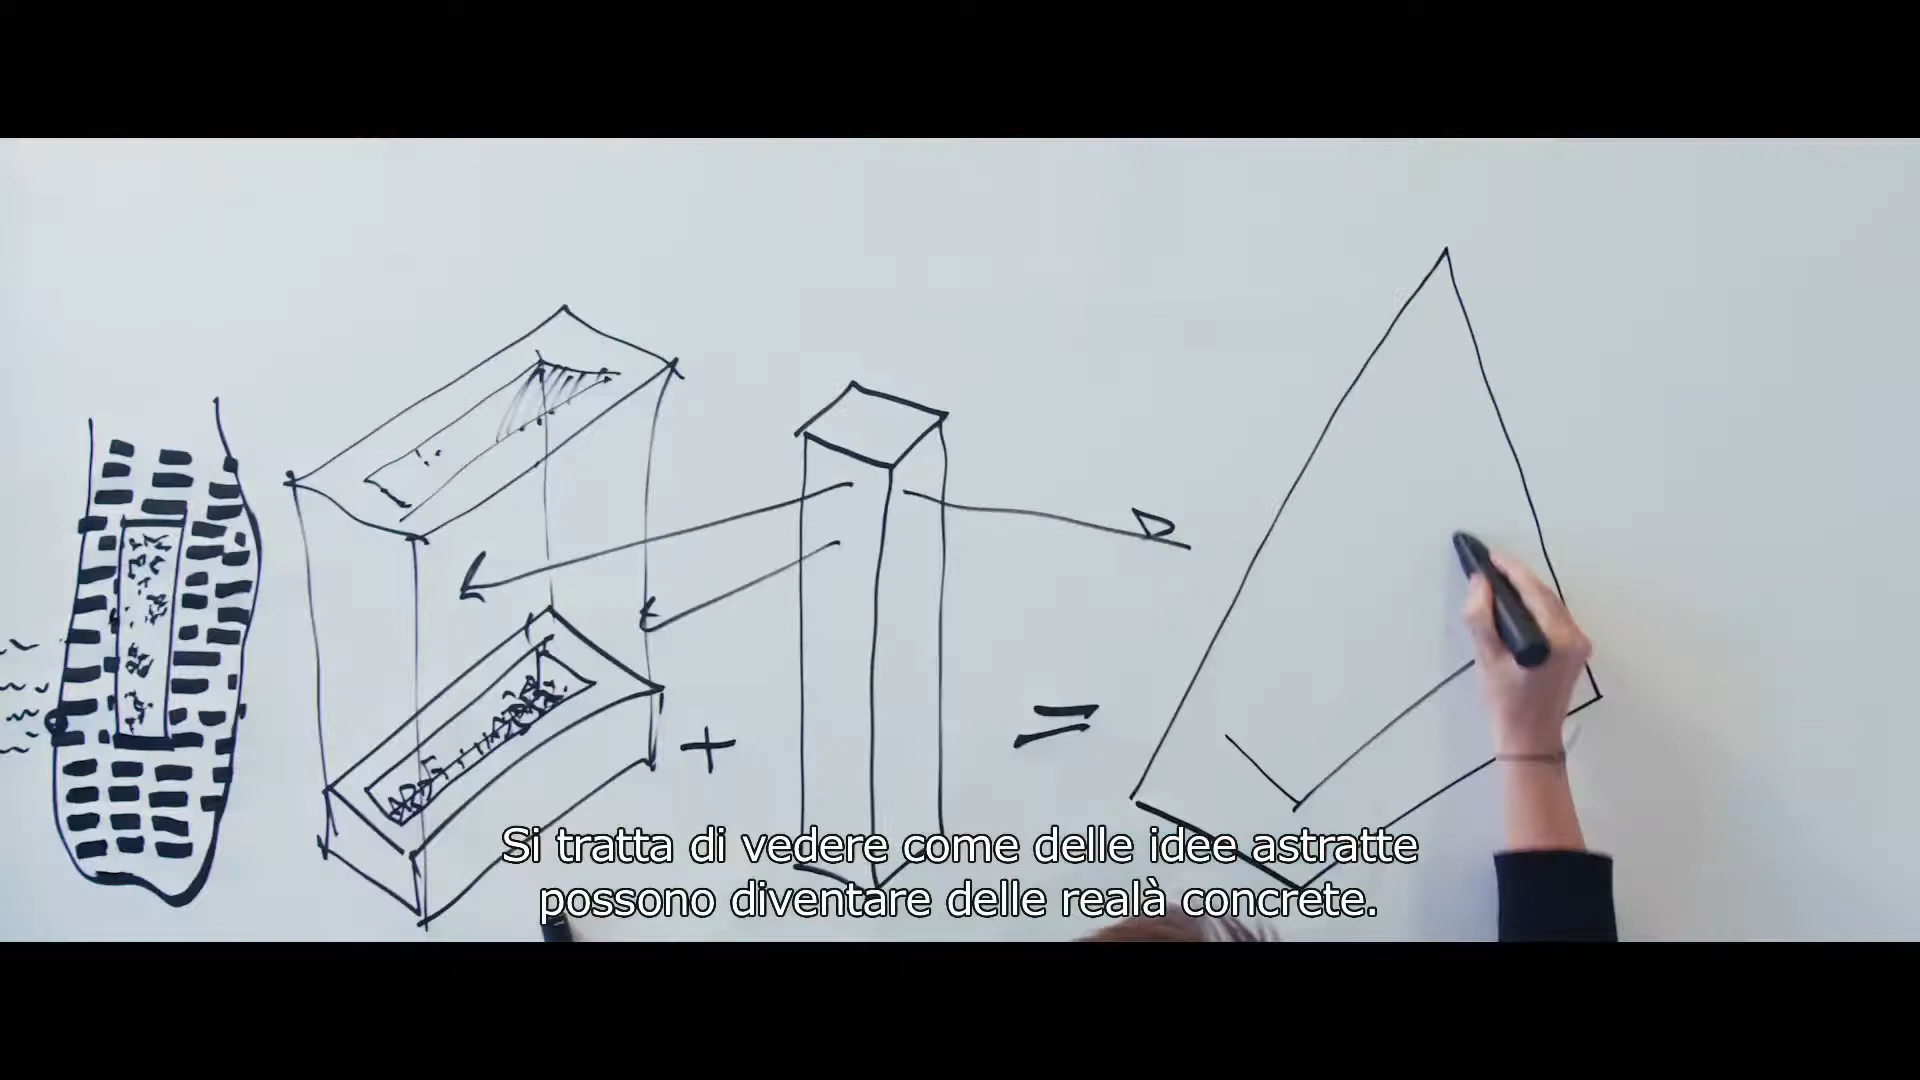 Si tratta di vedere come delle idee astratte
possono diventare delle realà concrete.